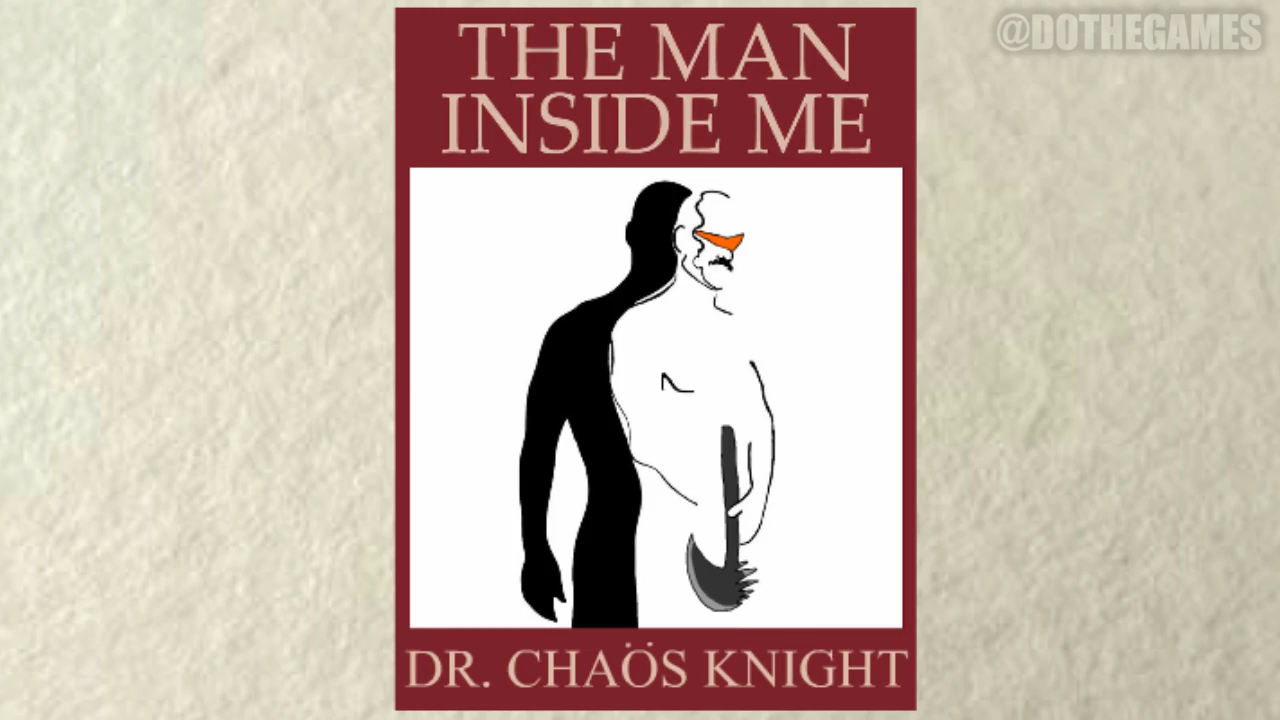 @DOTHEGAMES
THE MAN
INSIDE ME
DR. CHAÖS KNIGHT